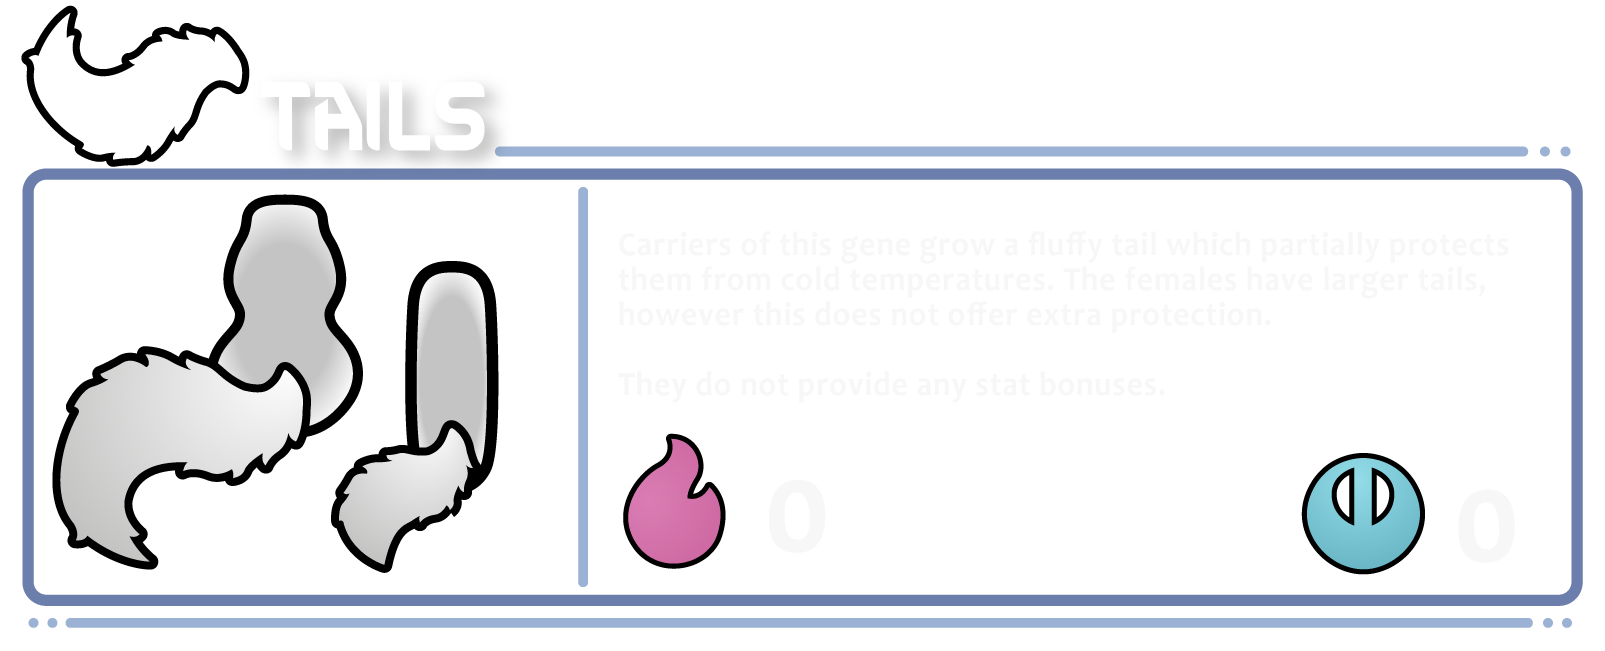 TAILS
Carriers of this gene grow a fluffy tail which partially protects
them from cold temperatures. The females have larger tails,
however this does not offer extra protection.
They do not provide any stat bonuses.
0
0